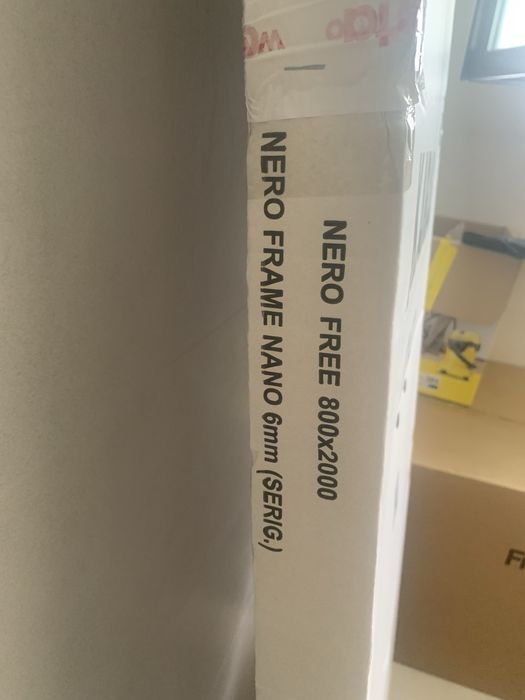 NERO FREE 800x2000
NERO FRAME NANO 6mm (SERIG.)